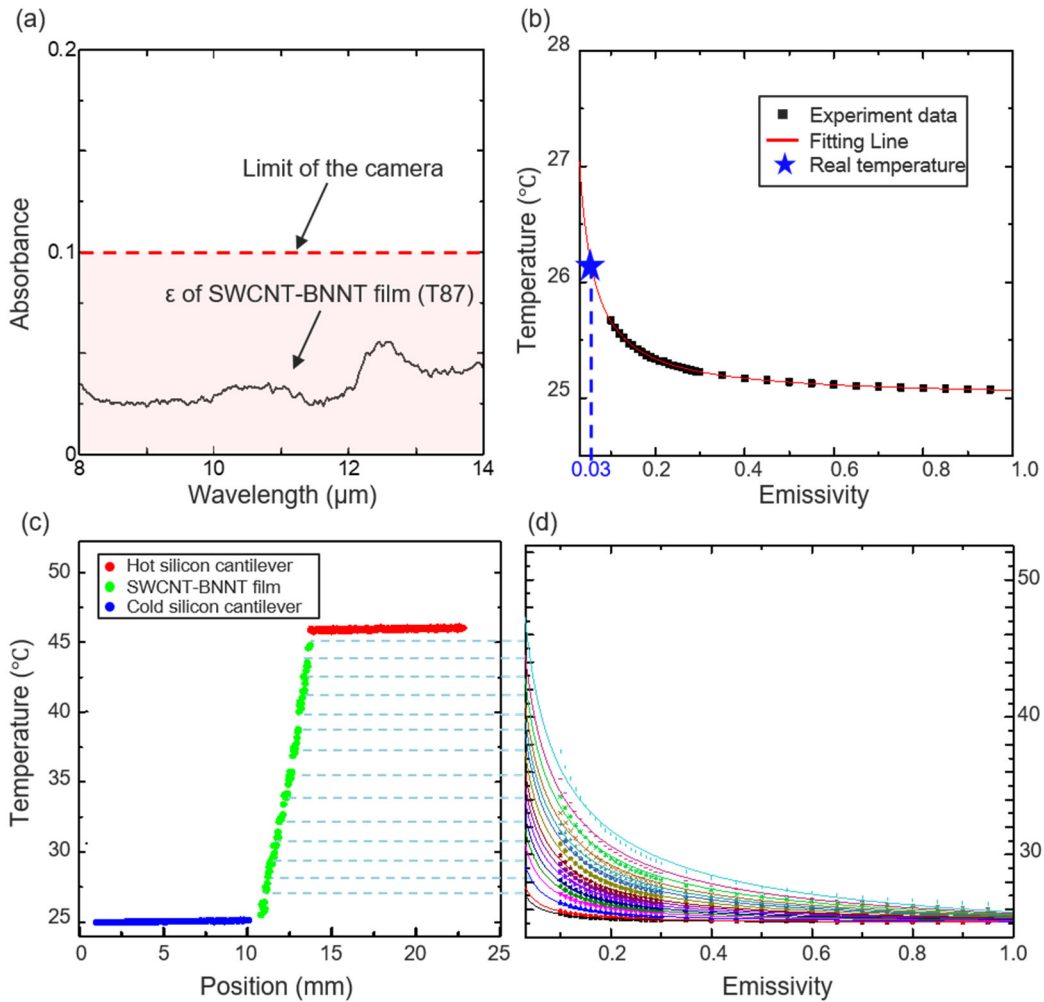 (a)
0.2
0.1
0
Absorbance
Limit of the camera
ε of SWCNT-BNNT film (T87)
8
10
12
14
Wavelength (µm)
(b)
28
27
26
25
Temperature (°C)
Experiment data
Fitting Line
Real temperature
0.03
0.2
0.4
0.6
0.8
1.0
Emissivity
(c)
50
45
40
35
30
25
Temperature (°C)
Hot silicon cantilever
SWCNT-BNNT film
Cold silicon cantilever
0
5
10
15
20
25
Position (mm)
(d)
50
40
30
0.2
0.4
0.6
0.8
1.0
Emissivity